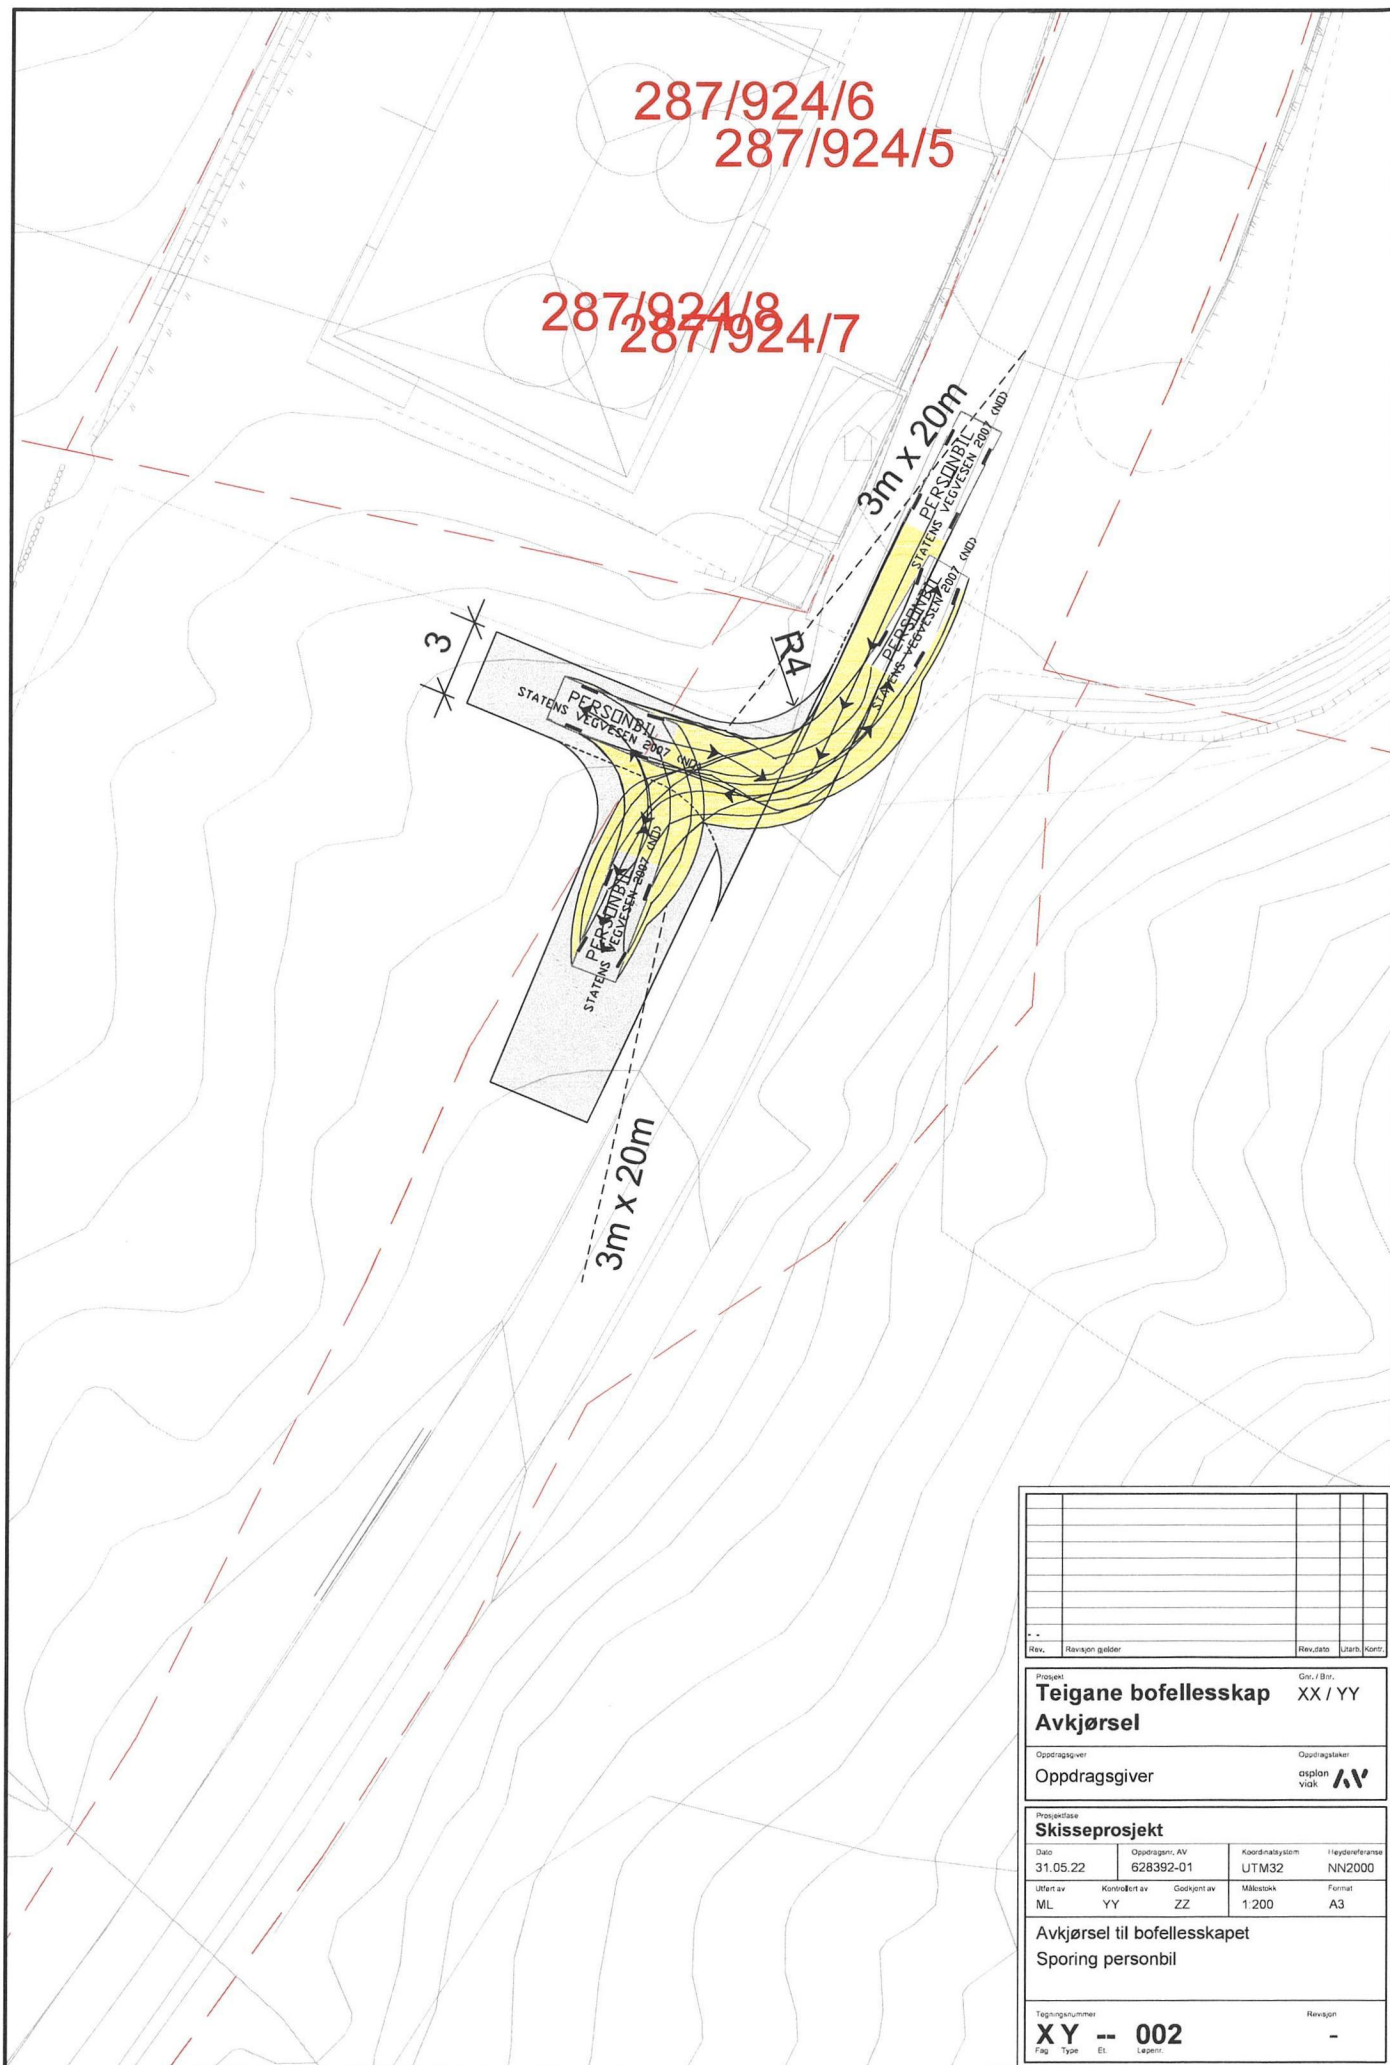 287/924/6
287/924/5
287/924/8
287/924/7
3m x 20m
PERSONBIL
STATENS VEGVESEN 2007 (NO)
PERSONBIL
STATENS VEGVESEN 2007 (NO)
3
R4
PERSONBIL
STATENS VEGVESEN 2007 (NO)
PERSONBIL
STATENS VEGVESEN 2007 (NO)
3m x 20m
- -
Rev. Revisjon gjelder Rev.dato Utarb. Kontr.
Prosjekt Gnr. / Bnr.
Teigane bofellesskap XX / YY
Avkjørsel
Oppdragsgiver Oppdragstaker
Oppdragsgiver asplan
viak
Prosjektfase
Skisseprosjekt
Dato Oppdragsnr. AV Koordinatsystem Høydereferanse
31.05.22 628392-01 UTM32 NN2000
Utført av Kontrollert av Godkjent av Målestokk Format
ML YY ZZ 1:200 A3
Avkjørsel til bofellesskapet
Sporing personbil
Tegningsnummer Revisjon
X Y -- 002 -
Fag Type Et. Løpenr.